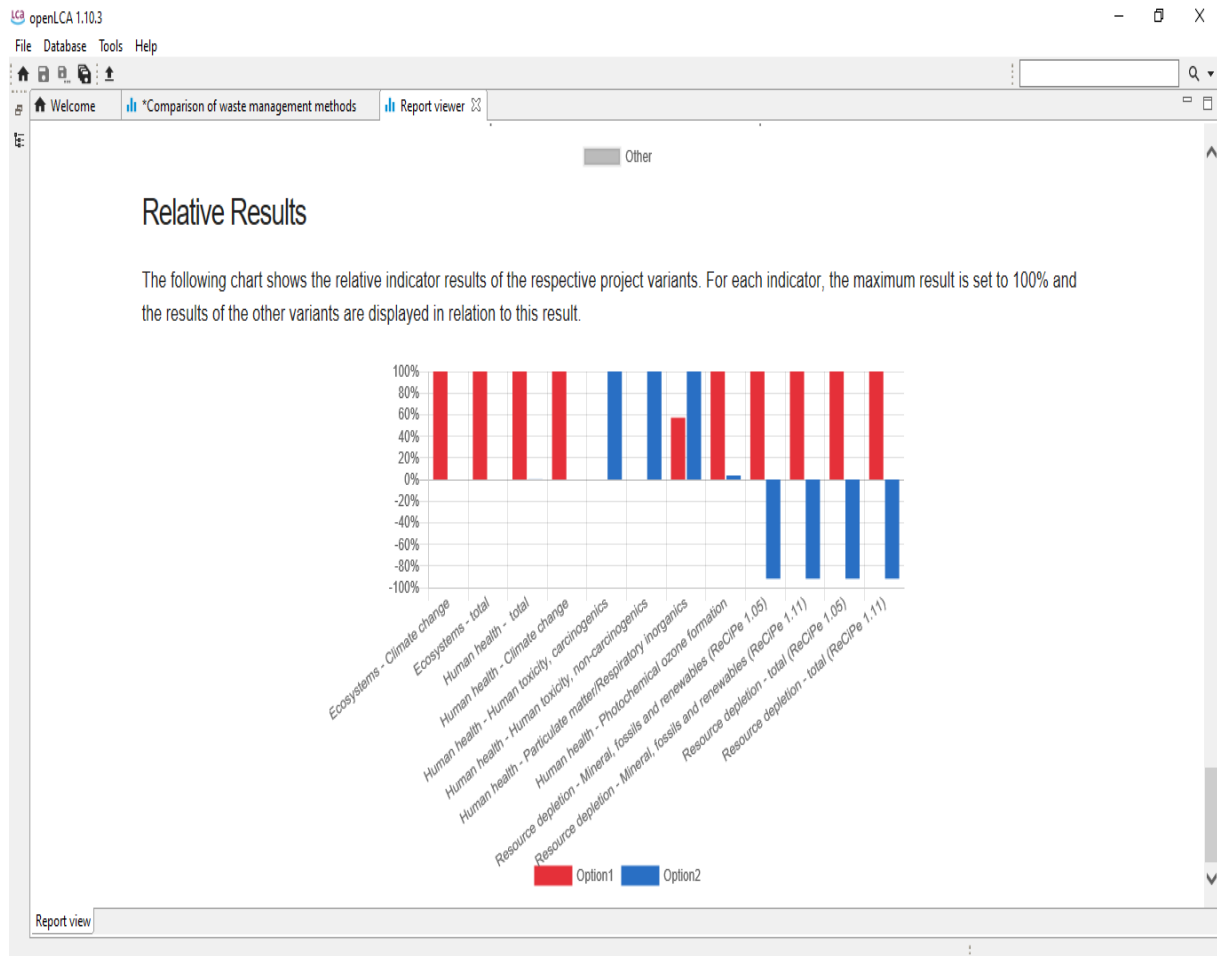 LCA openLCA 1.10.3
File Database Tools Help
Welcome *Comparison of waste management methods Report viewer
Other
Relative Results
The following chart shows the relative indicator results of the respective project variants. For each indicator, the maximum result is set to 100% and
the results of the other variants are displayed in relation to this result.
100%
80%
60%
40%
20%
0%
-20%
-40%
-60%
-80%
-100%
Ecosystems - Climate change
Ecosystems - total
Human health - total
Human health - Climate change
Human health - Human toxicity, carcinogenics
Human health - Human toxicity, non-carcinogenics
Human health - Particulate matter/Respiratory inorganics
Human health - Photochemical ozone formation
Resource depletion - Mineral, fossils and renewables (ReCiPe 1.05)
Resource depletion - Mineral, fossils and renewables (ReCiPe 1.11)
Resource depletion - total (ReCiPe 1.05)
Resource depletion - total (ReCiPe 1.11)
Option1 Option2
Report view